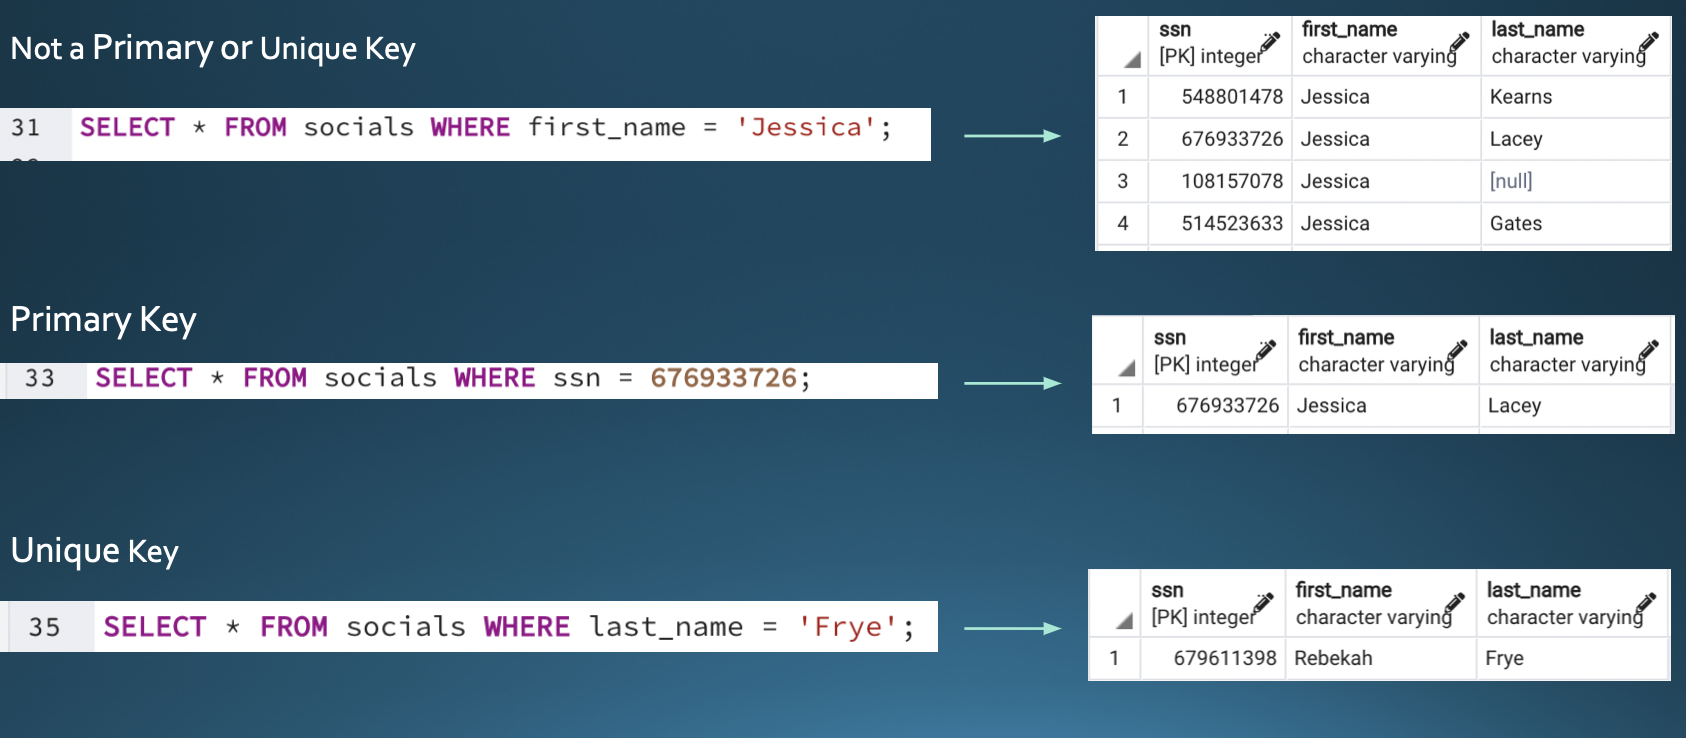 Not a Primary or Unique Key
31 SELECT * FROM socials WHERE first_name = 'Jessica';
ssn first_name last_name
[PK] integer character varying character varying
1 548801478 Jessica Kearns
2 676933726 Jessica Lacey
3 108157078 Jessica [null]
4 514523633 Jessica Gates
Primary Key
33 SELECT * FROM socials WHERE ssn = 676933726;
ssn first_name last_name
[PK] integer character varying character varying
1 676933726 Jessica Lacey
Unique Key
35 SELECT * FROM socials WHERE last_name = 'Frye';
ssn first_name last_name
[PK] integer character varying character varying
1 679611398 Rebekah Frye